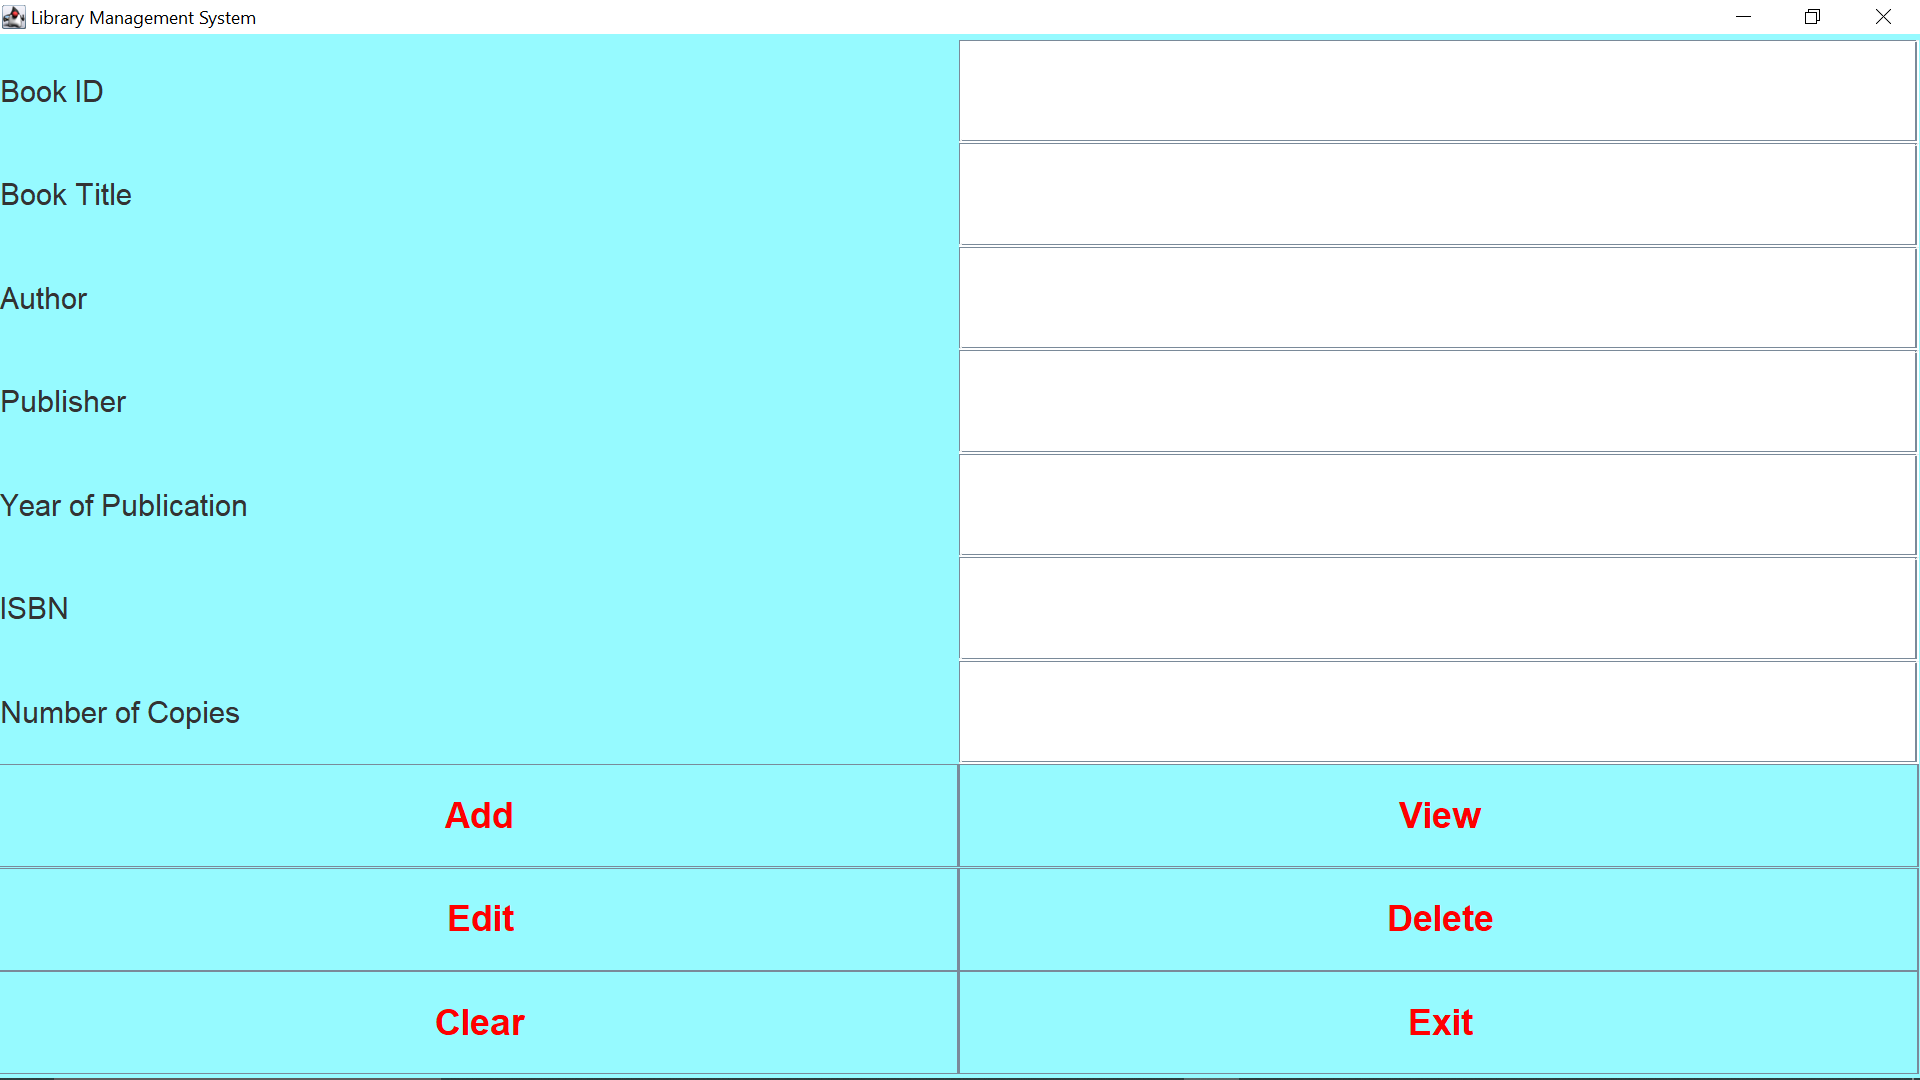 Library Management System
Book ID
Book Title
Author
Publisher
Year of Publication
ISBN
Number of Copies
Add
View
Edit
Delete
Clear
Exit